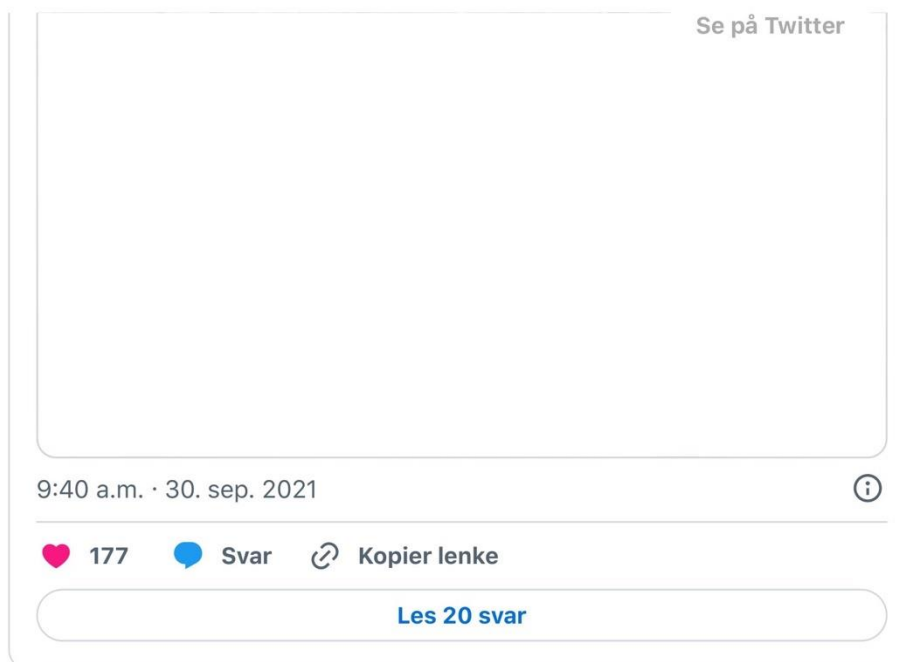 Se på Twitter
9:40 a.m. · 30. sep. 2021
177 Svar Kopier lenke
Les 20 svar